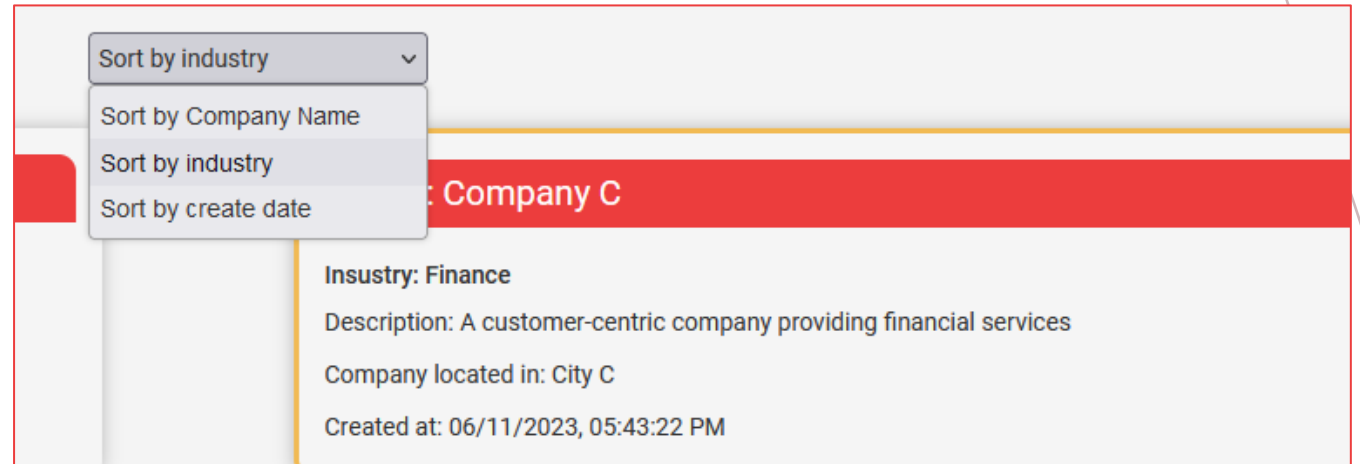 Sort by industry
Sort by Company Name
Sort by industry
Sort by create date
: Company C
Insustry: Finance
Description: A customer-centric company providing financial services
Company located in: City C
Created at: 06/11/2023, 05:43:22 PM